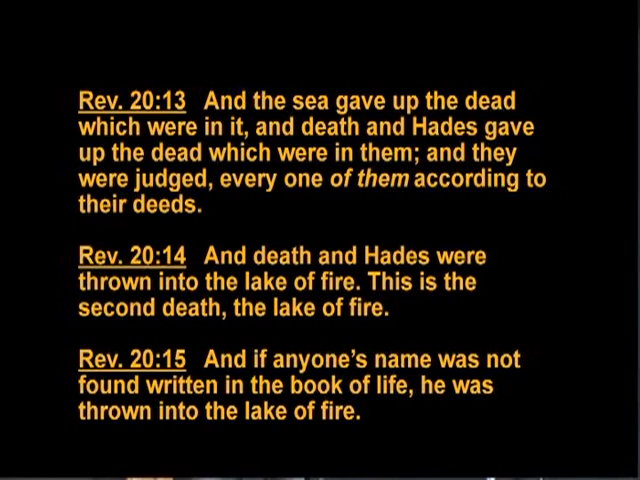 Rev. 20:13 And the sea gave up the dead
which were in it, and death and Hades gave
up the dead which were in them; and they
were judged, every one of them according to
their deeds.
Rev. 20:14 And death and Hades were
thrown into the lake of fire. This is the
second death, the lake of fire.
Rev. 20:15 And if anyone’s name was not
found written in the book of life, he was
thrown into the lake of fire.